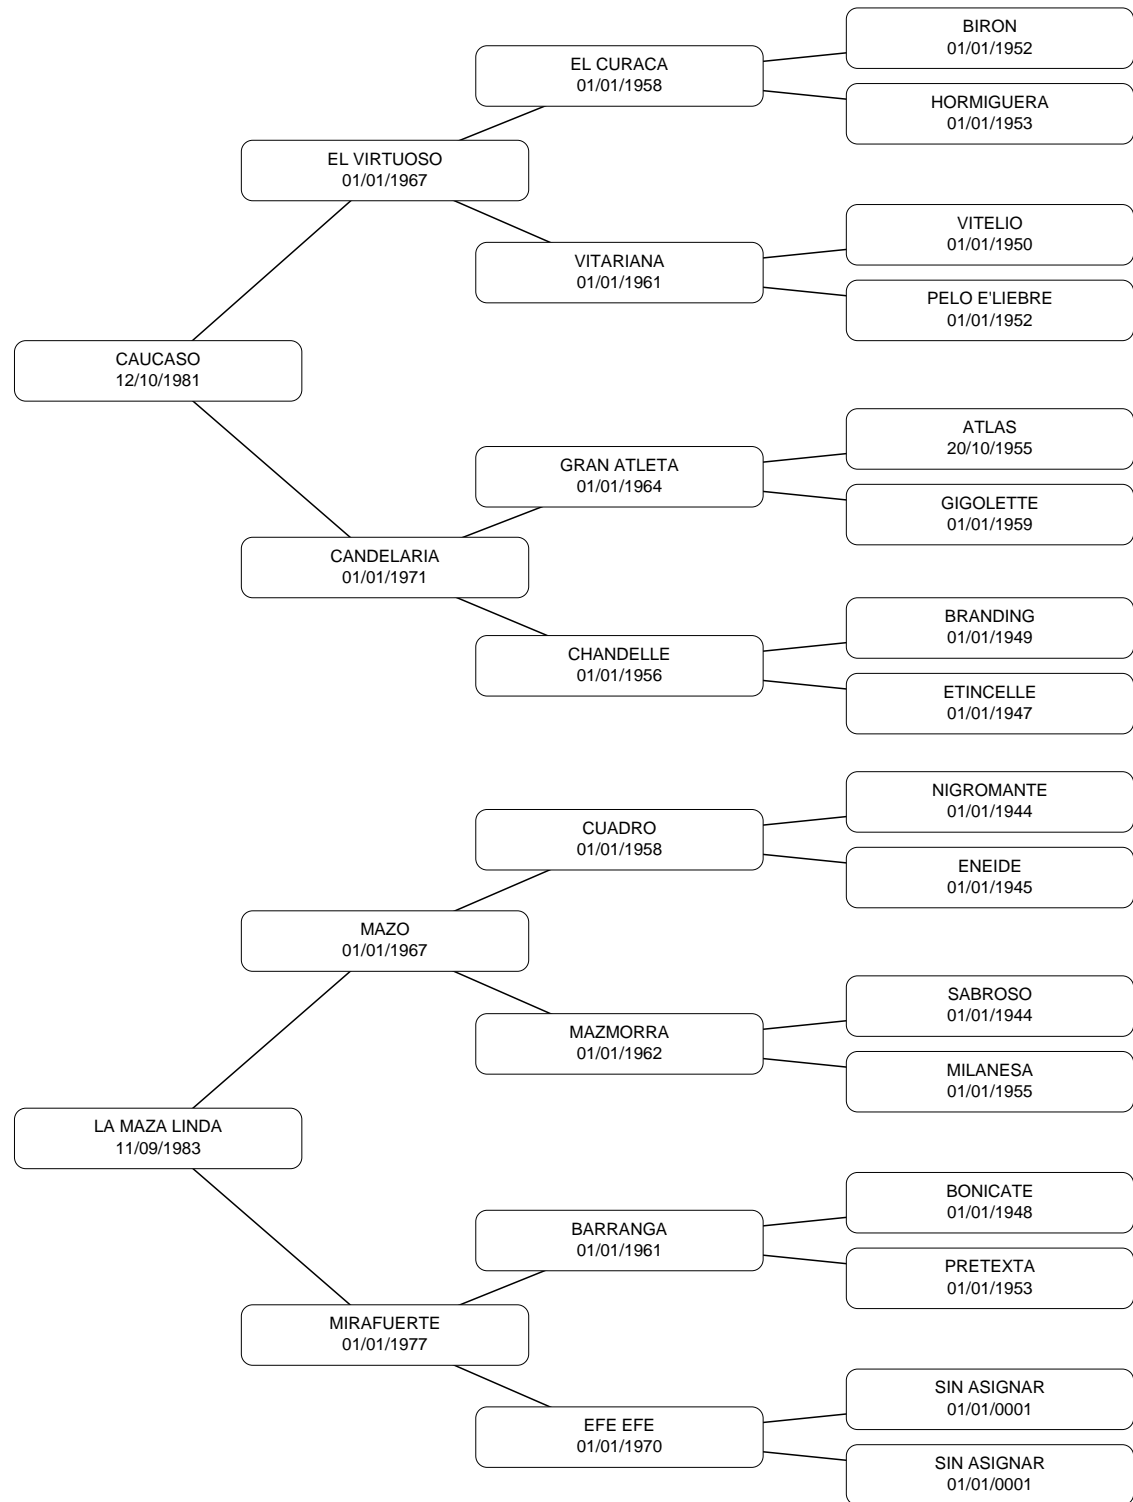 BIRON
01/01/1952
EL CURACA
01/01/1958
HORMIGUERA
01/01/1953
EL VIRTUOSO
01/01/1967
VITELIO
01/01/1950
VITARIANA
01/01/1961
PELO E'LIEBRE
01/01/1952
CAUCASO
12/10/1981
ATLAS
20/10/1955
GRAN ATLETA
01/01/1964
GIGOLETTE
01/01/1959
CANDELARIA
01/01/1971
BRANDING
01/01/1949
CHANDELLE
01/01/1956
ETINCELLE
01/01/1947
NIGROMANTE
01/01/1944
CUADRO
01/01/1958
ENEIDE
01/01/1945
MAZO
01/01/1967
SABROSO
01/01/1944
MAZMORRA
01/01/1962
MILANESA
01/01/1955
LA MAZA LINDA
11/09/1983
BONICATE
01/01/1948
BARRANGA
01/01/1961
PRETEXTA
01/01/1953
MIRAFUERTE
01/01/1977
SIN ASIGNAR
01/01/0001
EFE EFE
01/01/1970
SIN ASIGNAR
01/01/0001